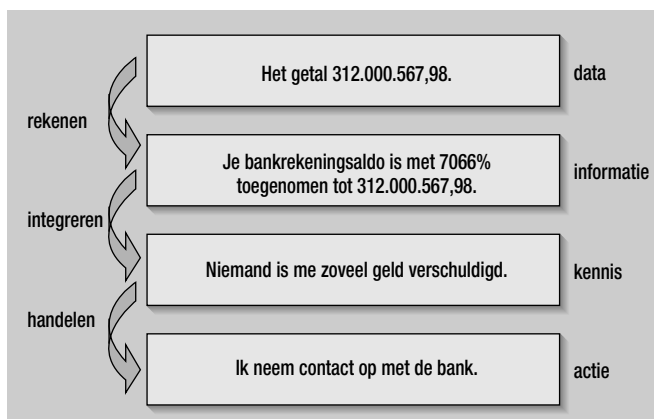 Het getal 312.000.567,98.
data
rekenen
Je bankrekeningsaldo is met 7066%
toegenomen tot 312.000.567,98.
informatie
integreren
Niemand is me zoveel geld verschuldigd.
kennis
handelen
Ik neem contact op met de bank.
actie